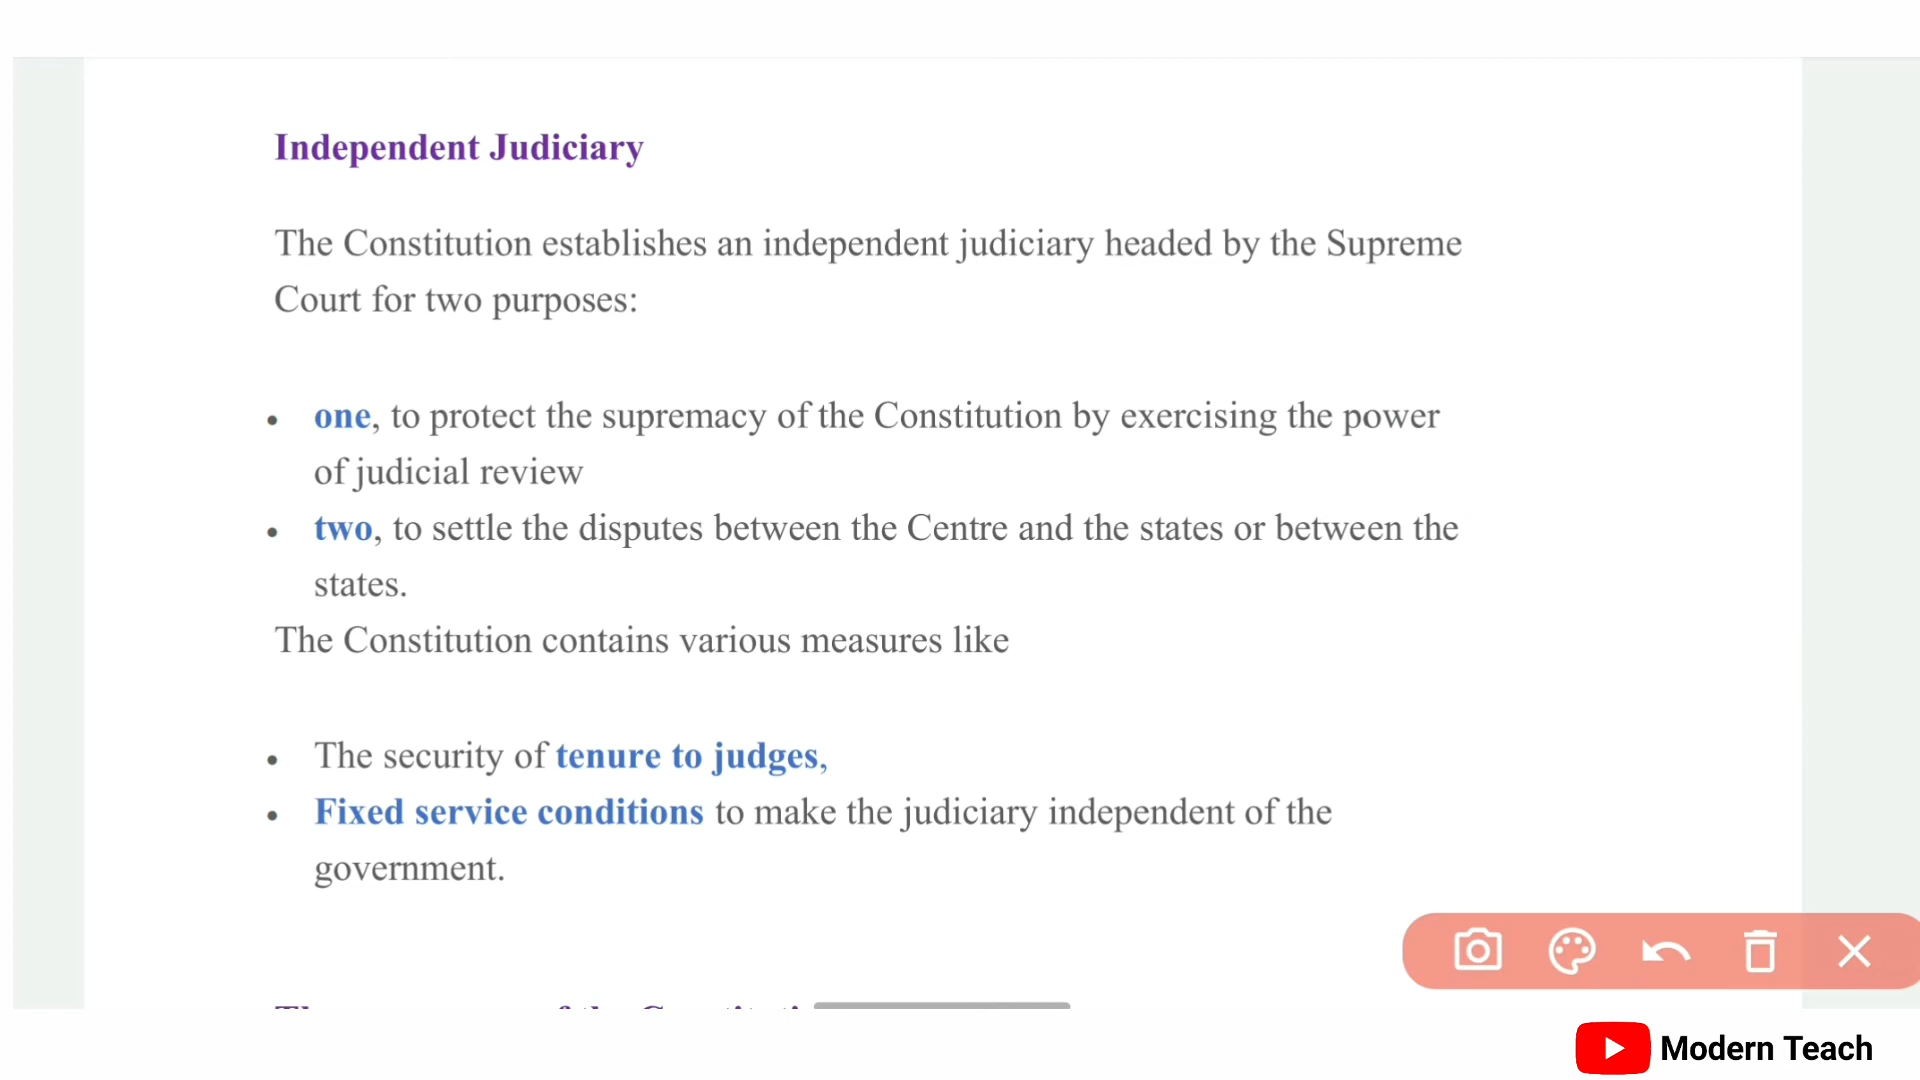 Independent Judiciary
The Constitution establishes an independent judiciary headed by the Supreme
Court for two purposes:
• one, to protect the supremacy of the Constitution by exercising the power
of judicial review
• two, to settle the disputes between the Centre and the states or between the
states.
The Constitution contains various measures like
• The security of tenure to judges,
• Fixed service conditions to make the judiciary independent of the
government.
Modern Teach